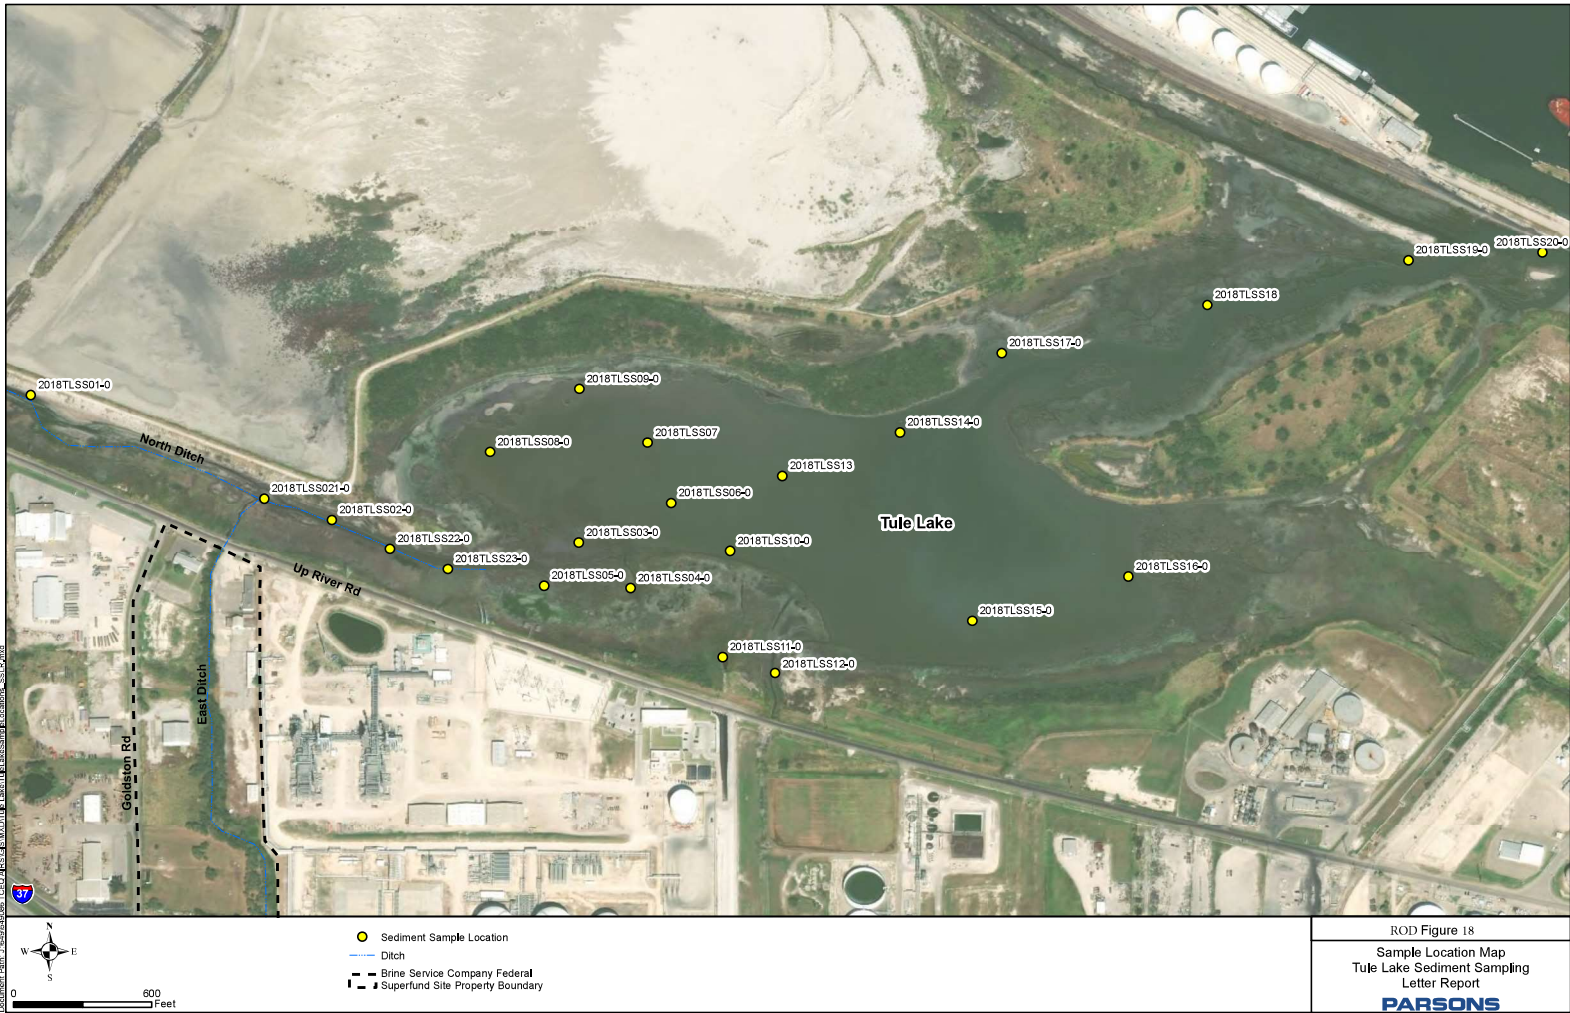 2018TLSS20-0
2018TLSS19-0
2018TLSS18
2018TLSS17-0
2018TLSS09-0
2018TLSS01-0
2018TLSS14-0
2018TLSS07
2018TLSS08-0
North Ditch
2018TLSS13
2018TLSS021-0
2018TLSS06-0
2018TLSS02-0
Tule Lake
2018TLSS03-0
2018TLSS22-0
2018TLSS10-0
2018TLSS23-0
2018TLSS16-0
Up River Rd
2018TLSS05-0
2018TLSS04-0
2018TLSS15-0
2018TLSS11-0
2018TLSS12-0
East Ditch
Goldston Rd
37
N
W E
S
0 600
Feet
Sediment Sample Location
Ditch
Brine Service Company Federal
Superfund Site Property Boundary
ROD Figure 18
Sample Location Map
Tule Lake Sediment Sampling
Letter Report
PARSONS
Document Path: